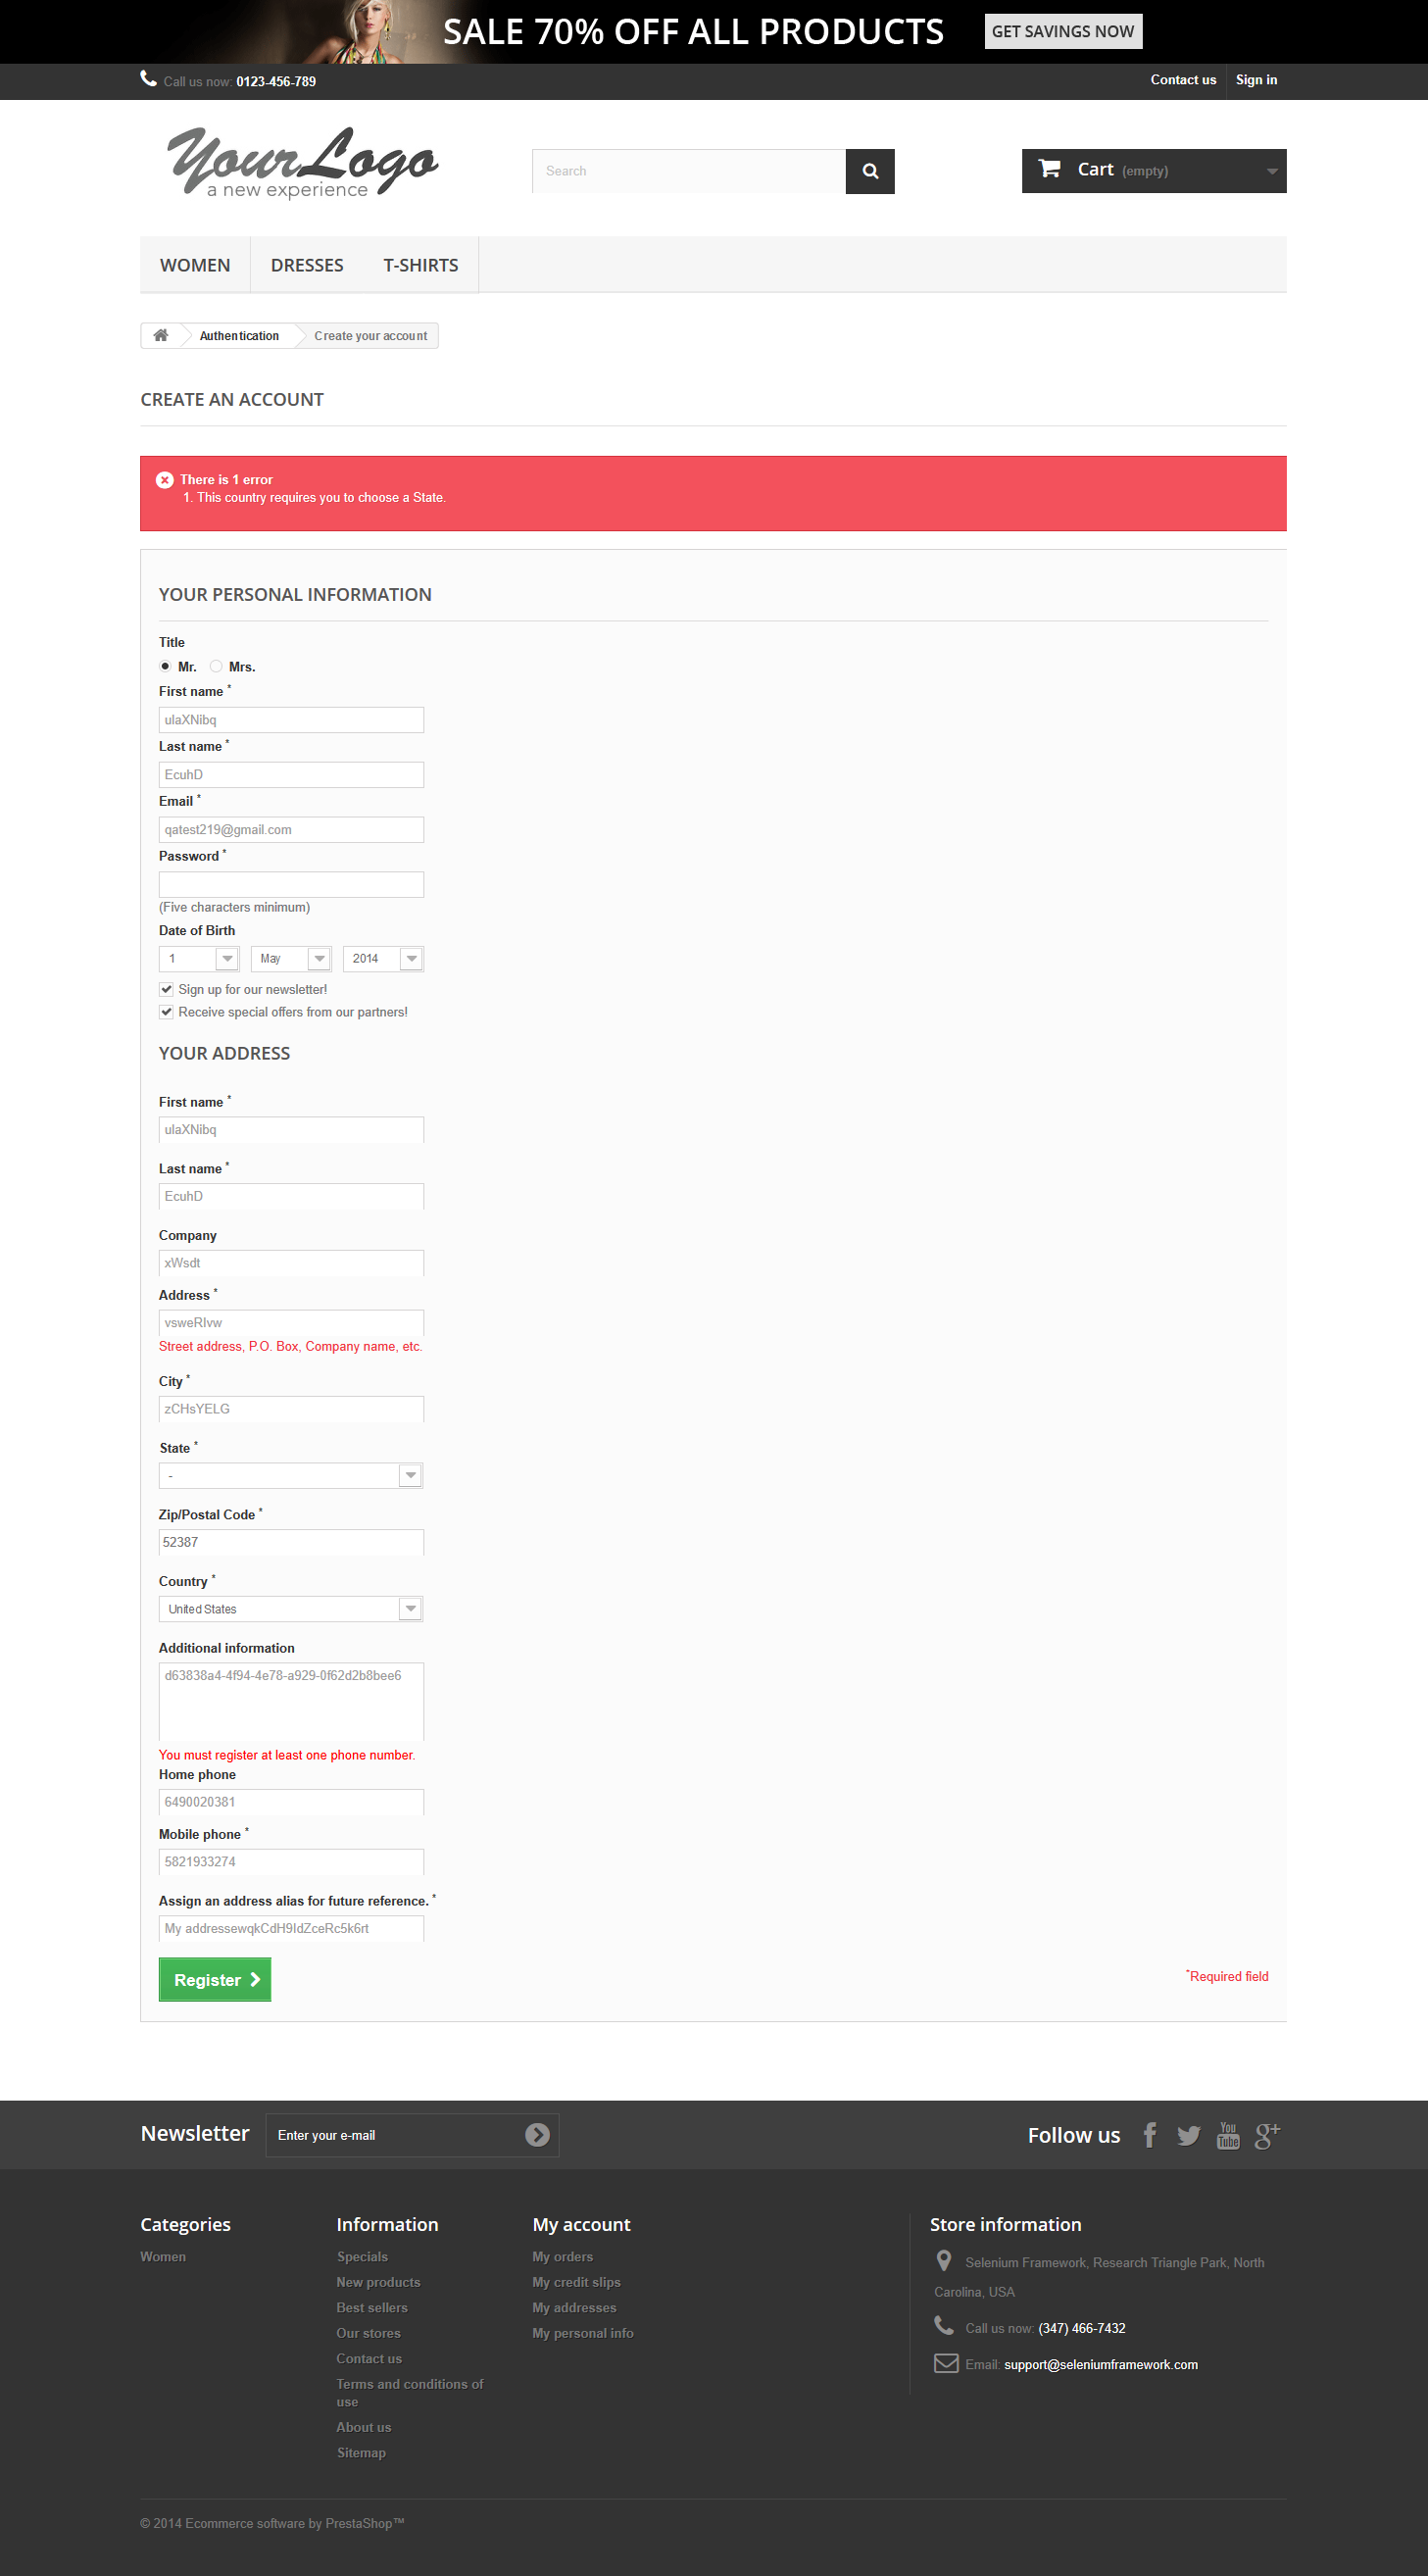 SALE 70% OFF ALL PRODUCTS GET SAVINGS NOW
Call us now: 0123-456-789 Contact us Sign in
YourLogo
a new experience
Search
Cart (empty)
WOMEN DRESSES T-SHIRTS
Authentication Create your account
CREATE AN ACCOUNT
There is 1 error
1. This country requires you to choose a State.
YOUR PERSONAL INFORMATION
Title
Mr. Mrs.
First name *
ulaXNibq
Last name *
EcuhD
Email *
qatest219@gmail.com
Password *
(Five characters minimum)
Date of Birth
1 May 2014
Sign up for our newsletter!
Receive special offers from our partners!
YOUR ADDRESS
First name *
ulaXNibq
Last name *
EcuhD
Company
xWsdt
Address *
vsweRIvw
Street address, P.O. Box, Company name, etc.
City *
zCHsYELG
State *
-
Zip/Postal Code *
52387
Country *
United States
Additional information
d63838a4-4f94-4e78-a929-0f62d2b8bee6
You must register at least one phone number.
Home phone
6490020381
Mobile phone *
5821933274
Assign an address alias for future reference. *
My addressewqkCdH9IdZceRc5k6rt
Register
*Required field
Newsletter Enter your e-mail Follow us You Tube g+
Categories
Women
Information
Specials
New products
Best sellers
Our stores
Contact us
Terms and conditions of
use
About us
Sitemap
My account
My orders
My credit slips
My addresses
My personal info
Store information
Selenium Framework, Research Triangle Park, North
Carolina, USA
Call us now: (347) 466-7432
Email: support@seleniumframework.com
© 2014 Ecommerce software by PrestaShop™